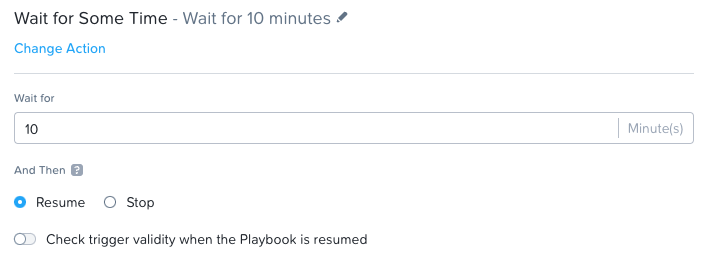 Wait for Some Time - Wait for 10 minutes
Change Action
Wait for
10 Minute(s)
And Then ?
Resume Stop
Check trigger validity when the Playbook is resumed